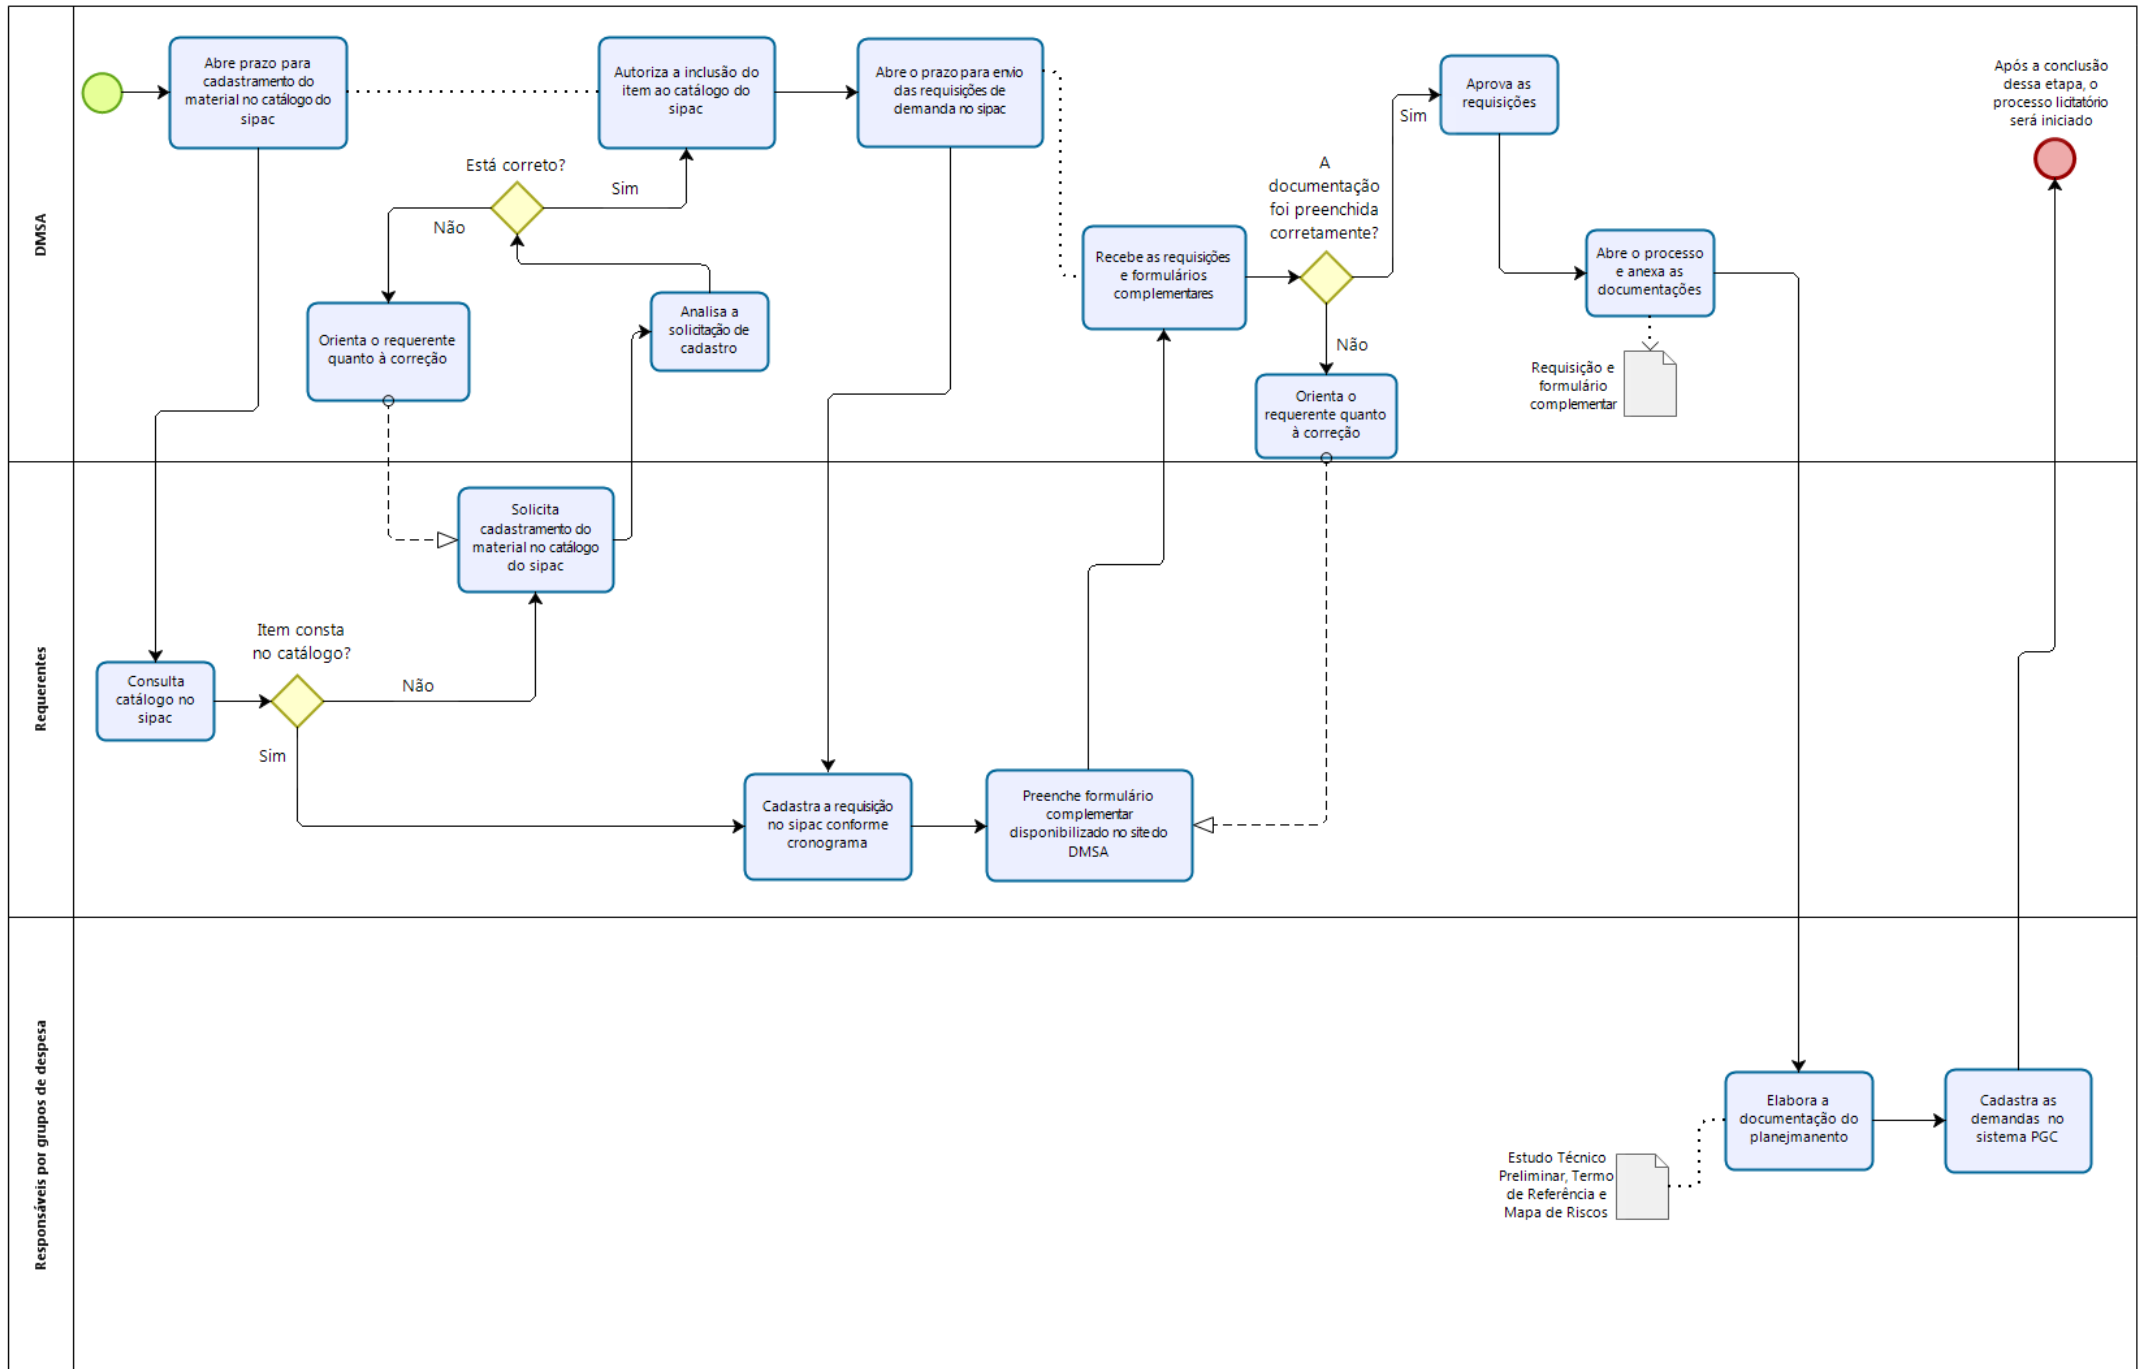 DMSA
Abre prazo para
cadastramento do
material no catálogo do
sipac
Autoriza a inclusão do
item ao catálogo do
sipac
Abre o prazo para envio
das requisições de
demanda no sipac
Está correto?
Sim
Não
Orienta o requerente
quanto à correção
Analisa a
solicitação de
cadastro
Recebe as requisições
e formulários
complementares
A
documentação
foi preenchida
corretamente?
Sim
Não
Aprova as
requisições
Orienta o
requerente quanto
à correção
Abre o processo
e anexa as
documentações
Requisição e
formulário
complementar
Após a conclusão
dessa etapa, o
processo licitatório
será iniciado
Requerentes
Solicita
cadastramento do
material no catálogo
do sipac
Consulta
catálogo no
sipac
Item consta
no catálogo?
Não
Sim
Cadastra a requisição
no sipac conforme
cronograma
Preenche formulário
complementar
disponibilizado no site do
DMSA
Responsáveis por grupos de despesa
Estudo Técnico
Preliminar, Termo
de Referência e
Mapa de Riscos
Elabora a
documentação do
planejmanento
Cadastra as
demandas no
sistema PGC